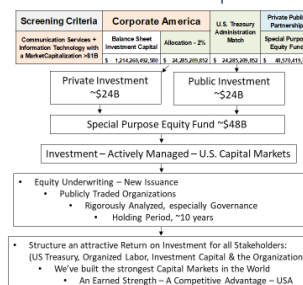 Screening Criteria
Corporate America
U.S. Treasury
Administration
Match
Private Public
Partnership
Communication Services +
Information Technology with
a MarketCapitalization >$1B
Balance Sheet
Investment Capital
Allocation - 2%
Special Purpose
Equity Fund
$ 1,214,260,492,580
$ 24,285,209,852
$ 24,285,209,852
$ 48,570,419,
Private Investment
~$24B
Public Investment
~$24B
Special Purpose Equity Fund ~$48B
Investment – Actively Managed – U.S. Capital Markets
• Equity Underwriting – New Issuance
• Publicly Traded Organizations
• Rigorously Analyzed, especially Governance
• Holding Period, ~10 years
• Structure an attractive Return on Investment for all Stakeholders:
(US Treasury, Organized Labor, Investment Capital & the Organization
• We've built the strongest Capital Markets in the World
• An Earned Strength – A Competitive Advantage – USA